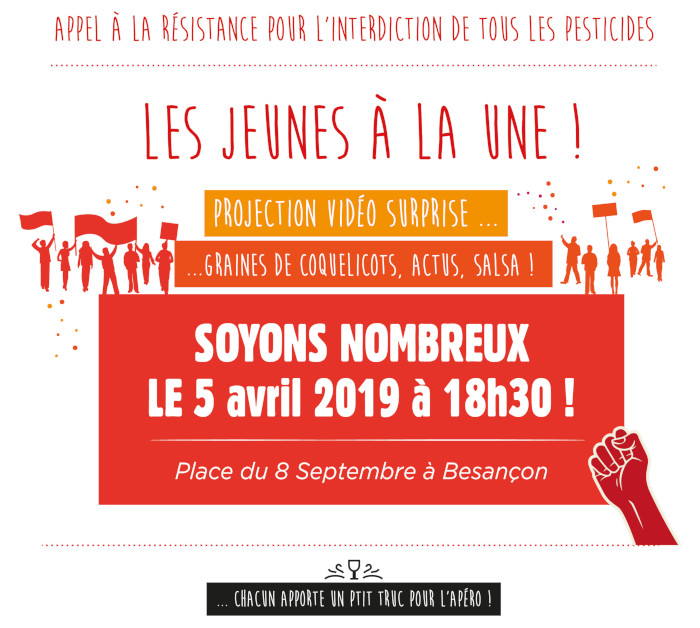 APPEL À LA RÉSISTANCE POUR L'INTERDICTION DE TOUS LES PESTICIDES
LES JEUNES À LA UNE !
PROJECTION VIDÉO SURPRISE ...
...GRAINES DE COQUELICOTS, ACTUS, SALSA !
SOYONS NOMBREUX
LE 5 avril 2019 à 18h30 !
Place du 8 Septembre à Besançon
... CHACUN APPORTE UN PTIT TRUC POUR L'APÉRO !